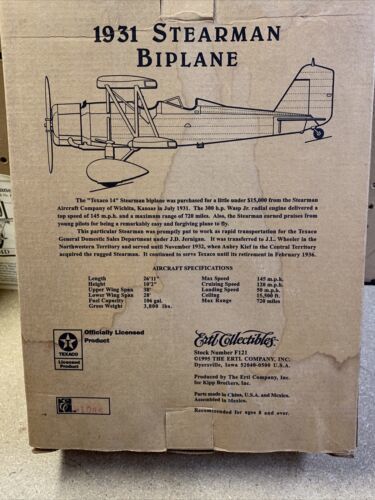 1931 STEARMAN
BIPLANE
The "Texaco 14" Stearman biplane was purchased for a little under $15,000 from the Stearman
Aircraft Company of Wichita, Kansas in July 1931. The 300 h.p. Wasp Jr. radial engine delivered a
top speed of 145 m.p.h. and a maximum range of 720 miles. Also, the Stearman earned praises from
young pilots for being a remarkably easy and forgiving plane to fly.
This particular Stearman was promptly put to work as rapid transportation for the Texaco
General Domestic Sales Department under J.D. Jernigan. It was transferred to J.L. Wheeler in the
Northwestern Territory and served until November 1932, when Aubry Kief of the Central Territory
acquired the rugged Stearman. It continued to serve Texaco until its retirement in February 1936.
AIRCRAFT SPECIFICATIONS
Length 26'11"
Height 10'2"
Upper Wing Span 38'
Lower Wing Span 28'
Fuel Capacity 106 gal.
Gross Weight 3,800 lbs.
Max Speed 145 m.p.h.
Cruising Speed 120 m.p.h.
Landing Speed 50 m.p.h.
Ceiling 15,500 ft.
Max Range 720 miles
TEXACO
Licensed
Product
Officially Licensed
Product
Ertl Collectibles
Stock Number F121
©1995 THE ERTL COMPANY, INC.
Dyersville, Iowa 52040-0500 U.S.A.
Produced by The Ertl Company, Inc.
for Kipp Brothers, Inc.
Parts made in China, U.S.A. and Mexico.
Assembled in Mexico.
Recommended for ages 8 and over.